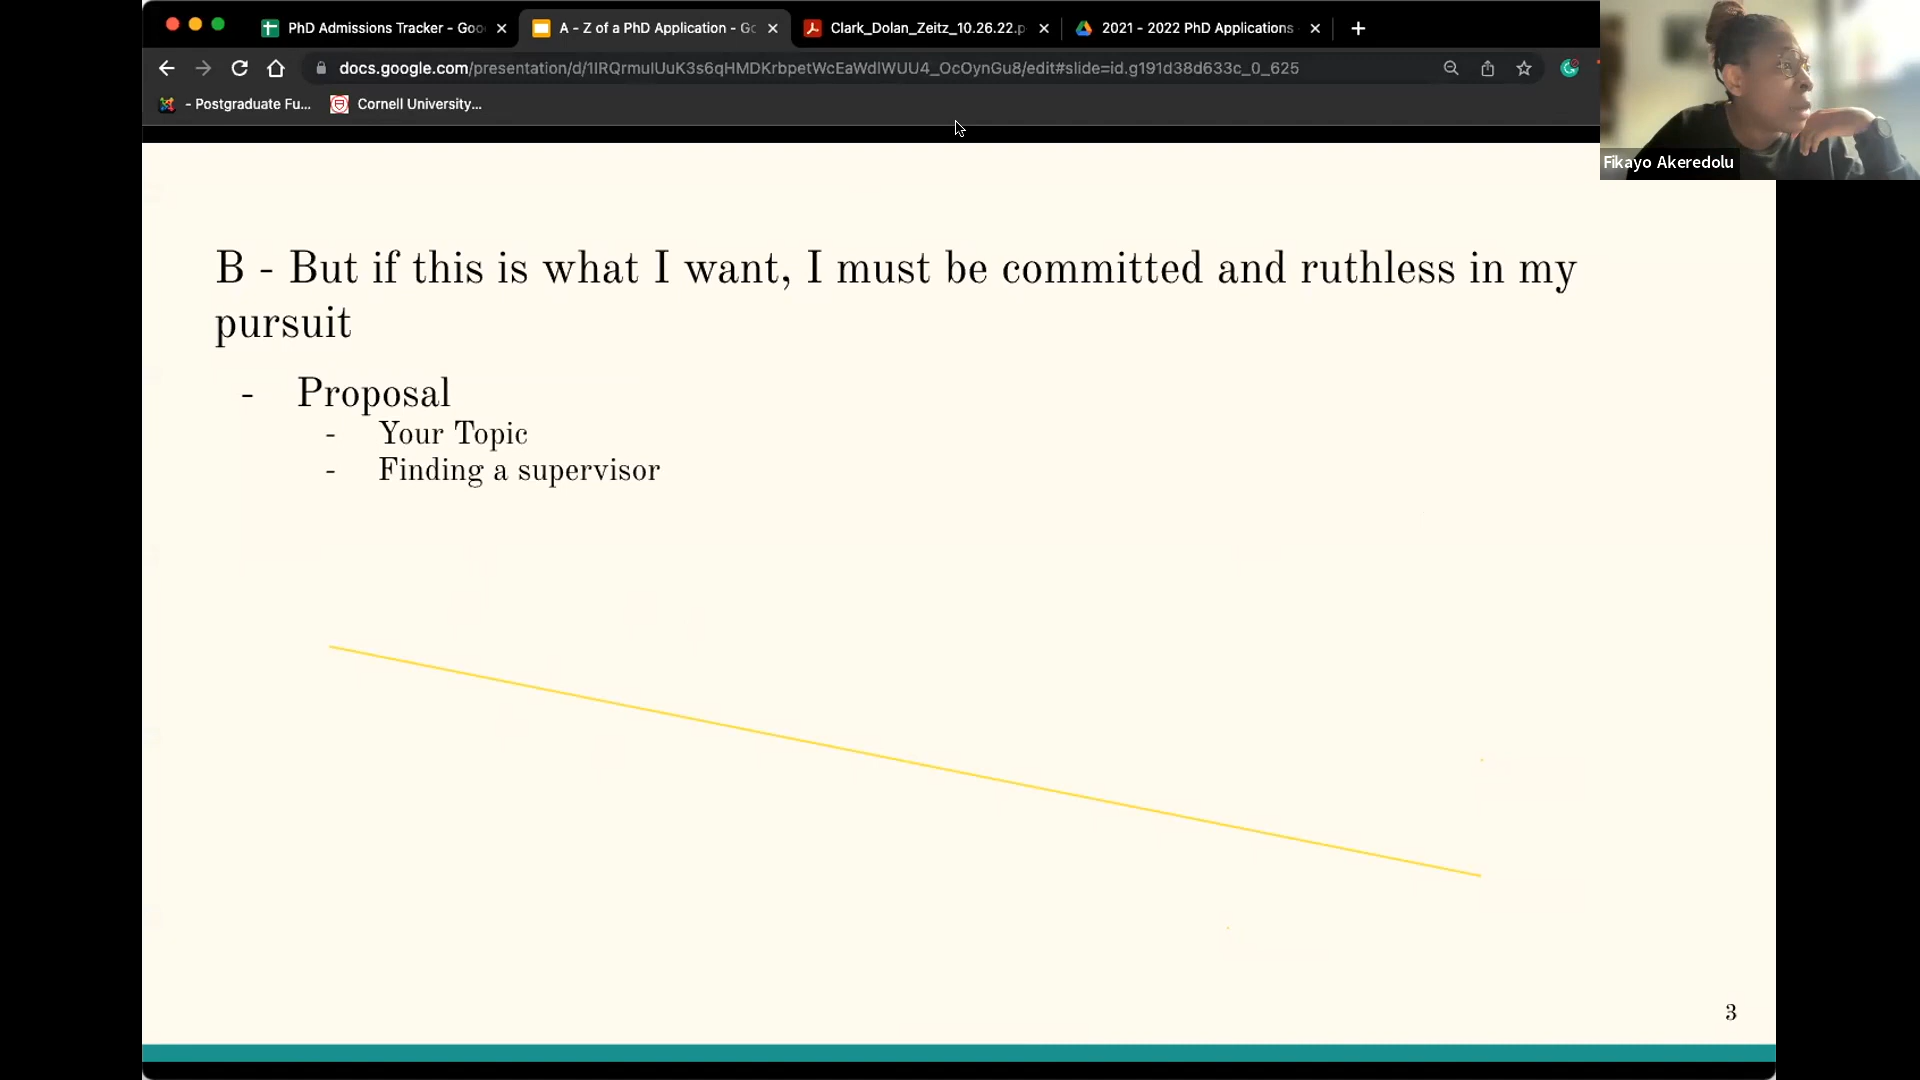 PhD Admissions Tracker - Goo
A - Z of a PhD Application - Go
Clark_Dolan_Zeitz_10.26.22.p
2021 - 2022 PhD Applications
docs.google.com/presentation/d/1IRQrmuIUuK3s6qHMDKrbpetWcEaWdIWUU4_OcOynGu8/edit#slide=id.g191d38d633c_0_625
- Postgraduate Fu...
Cornell University...
Fikayo Akeredolu
B - But if this is what I want, I must be committed and ruthless in my
pursuit
- Proposal
- Your Topic
- Finding a supervisor
3